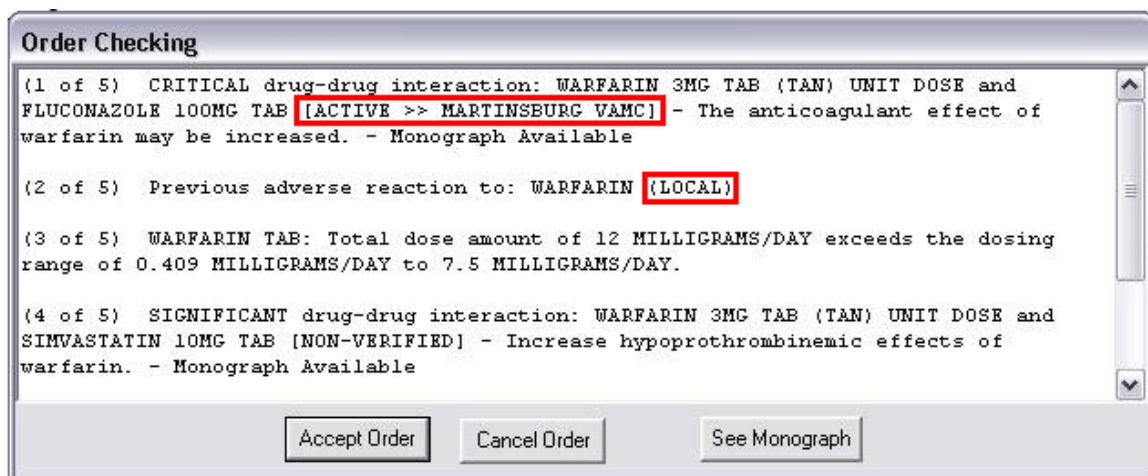 Order Checking
(1 of 5)  CRITICAL drug-drug interaction: WARFARIN 3MG TAB (TAN) UNIT DOSE and
FLUCONAZOLE 100MG TAB [ACTIVE >> MARTINSBURG VAMC] - The anticoagulant effect of
warfarin may be increased. - Monograph Available
(2 of 5)  Previous adverse reaction to: WARFARIN (LOCAL)
(3 of 5)  WARFARIN TAB: Total dose amount of 12 MILLIGRAMS/DAY exceeds the dosing
range of 0.409 MILLIGRAMS/DAY to 7.5 MILLIGRAMS/DAY.
(4 of 5)  SIGNIFICANT drug-drug interaction: WARFARIN 3MG TAB (TAN) UNIT DOSE and
SIMVASTATIN 10MG TAB [NON-VERIFIED] - Increase hypoprothrombinemic effects of
warfarin. - Monograph Available
Accept Order Cancel Order See Monograph